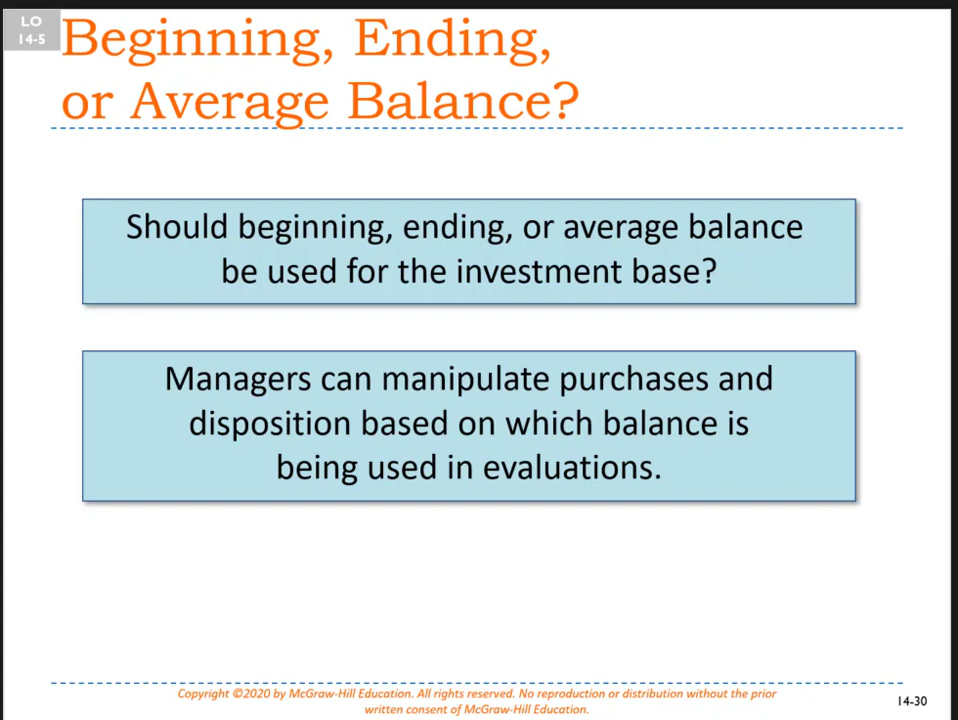 LO
14-5
Beginning, Ending,
or Average Balance?
Should beginning, ending, or average balance
be used for the investment base?
Managers can manipulate purchases and
disposition based on which balance is
being used in evaluations.
Copyright ©2020 by McGraw-Hill Education. All rights reserved. No reproduction or distribution without the prior
written consent of McGraw-Hill Education.
14-30